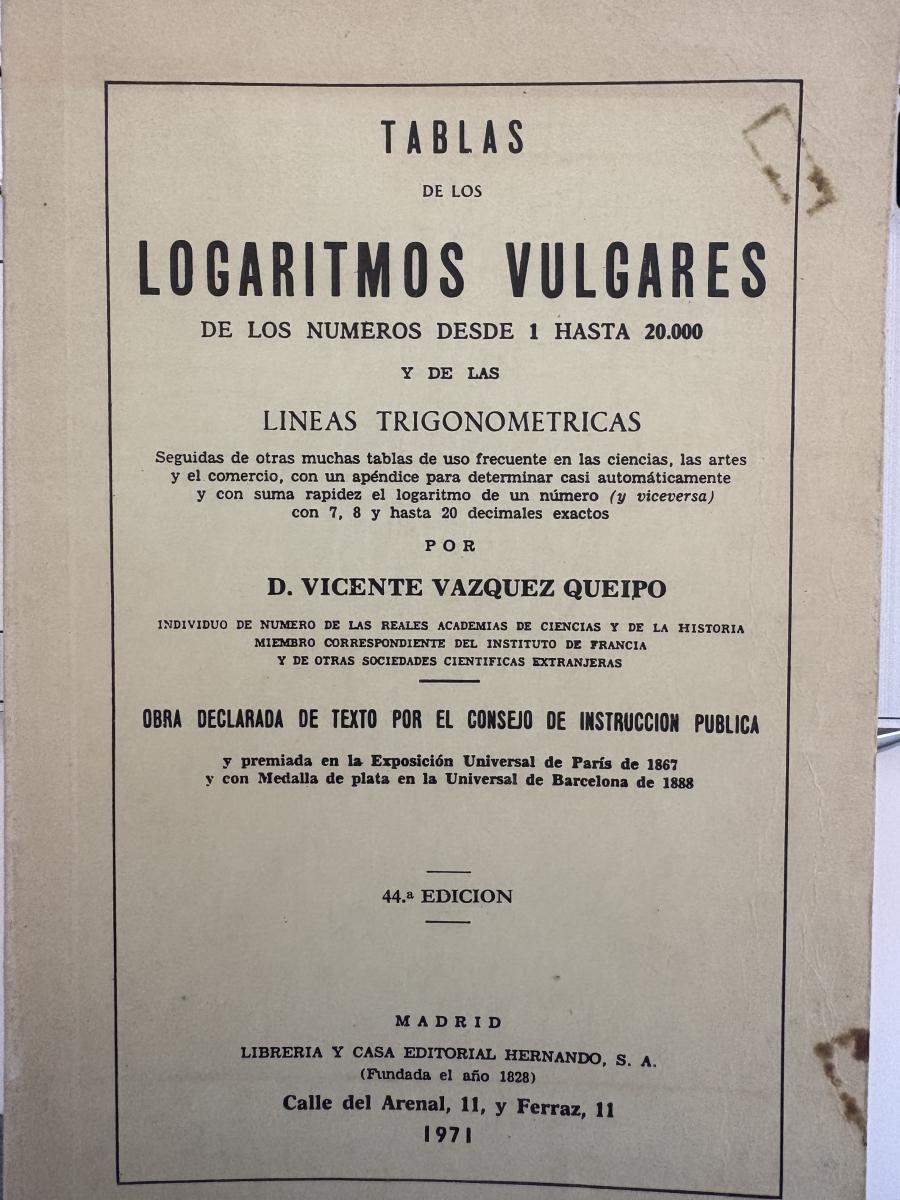 TABLAS
DE LOS
LOGARITMOS VULGARES
DE LOS NUMEROS DESDE 1 HASTA 20.000
Y DE LAS
LINEAS TRIGONOMETRICAS
Seguidas de otras muchas tablas de uso frecuente en las ciencias, las artes
y el comercio, con un apéndice para determinar casi automáticamente
y con suma rapidez el logaritmo de un número (y viceversa)
con 7, 8 y hasta 20 decimales exactos
POR
D. VICENTE VAZQUEZ QUEIPO
INDIVIDUO DE NUMERO DE LAS REALES ACADEMIAS DE CIENCIAS Y DE LA HISTORIA
MIEMBRO CORRESPONDIENTE DEL INSTITUTO DE FRANCIA
Y DE OTRAS SOCIEDADES CIENTIFICAS EXTRANJERAS
OBRA DECLARADA DE TEXTO POR EL CONSEJO DE INSTRUCCION PUBLICA
y premiada en la Exposición Universal de París de 1867
y con Medalla de plata en la Universal de Barcelona de 1888
44.ª EDICION
MADRID
LIBRERIA Y CASA EDITORIAL HERNANDO, S. A.
(Fundada el año 1828)
Calle del Arenal, 11, y Ferraz, 11
1971